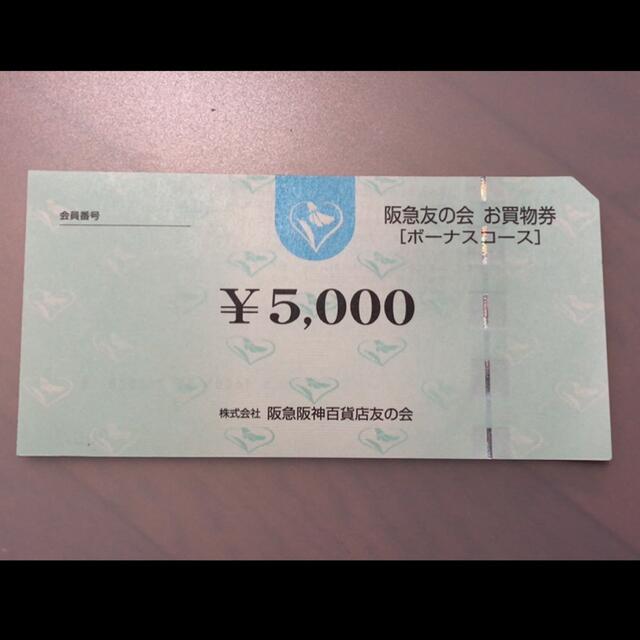 会員番号
阪急友の会 お買物券
[ボーナスコース]
¥5,000
株式会社 阪急阪神百貨店友の会